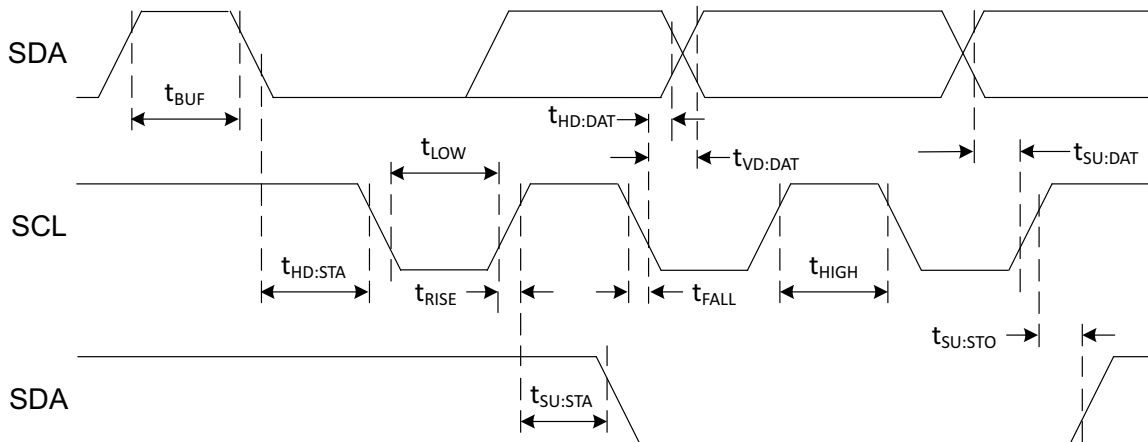 SDA
tBUF
tHD:DAT
tLOW
tVD:DAT
tSU:DAT
SCL
tHD:STA
tRISE
tFALL
tHIGH
tSU:STO
SDA
tSU:STA